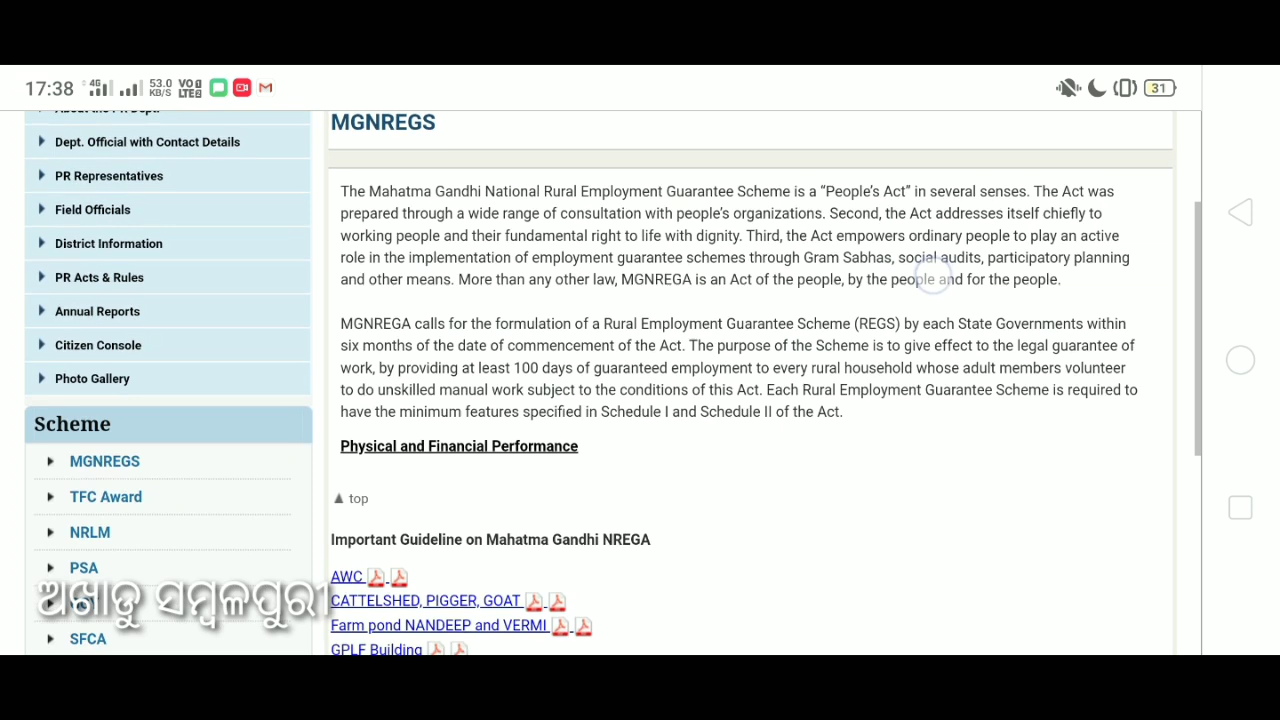 17:38 4G 53.0 KB/S VO LTE2 31
Dept. Official with Contact Details
PR Representatives
Field Officials
District Information
PR Acts & Rules
Annual Reports
Citizen Console
Photo Gallery
Scheme
MGNREGS
TFC Award
NRLM
PSA
SFCA
ଅଖାଡୁ ସମ୍ବଲପୁରୀ
MGNREGS
The Mahatma Gandhi National Rural Employment Guarantee Scheme is a “People’s Act” in several senses. The Act was
prepared through a wide range of consultation with people’s organizations. Second, the Act addresses itself chiefly to
working people and their fundamental right to life with dignity. Third, the Act empowers ordinary people to play an active
role in the implementation of employment guarantee schemes through Gram Sabhas, social audits, participatory planning
and other means. More than any other law, MGNREGA is an Act of the people, by the people and for the people.
MGNREGA calls for the formulation of a Rural Employment Guarantee Scheme (REGS) by each State Governments within
six months of the date of commencement of the Act. The purpose of the Scheme is to give effect to the legal guarantee of
work, by providing at least 100 days of guaranteed employment to every rural household whose adult members volunteer
to do unskilled manual work subject to the conditions of this Act. Each Rural Employment Guarantee Scheme is required to
have the minimum features specified in Schedule I and Schedule II of the Act.
Physical and Financial Performance
top
Important Guideline on Mahatma Gandhi NREGA
AWC
CATTELSHED, PIGGER, GOAT
Farm pond NANDEEP and VERMI
GPLF Building